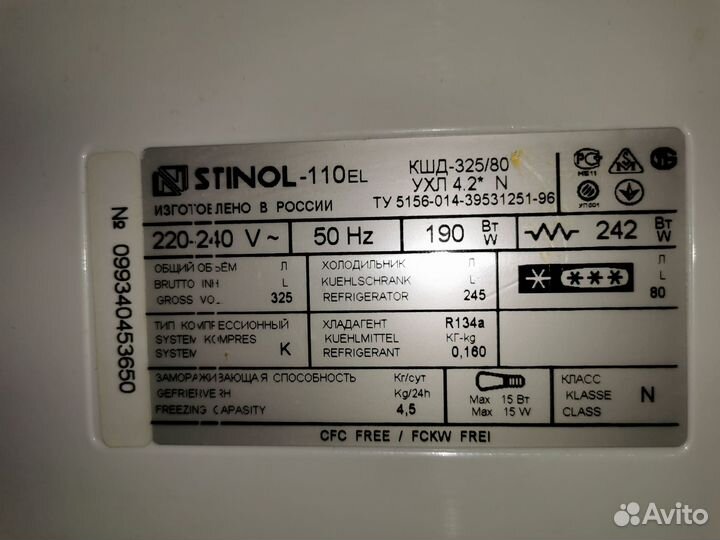 № 099340453650
STINOL-110EL
КШД-325/80
УХЛ 4.2* N
ИЗГОТОВЛЕНО В РОССИИ
ТУ 5156-014-39531251-96
220-240 V ~
50 Hz
190 Вт W
242 Вт W
ОБЩИЙ ОБЪЁМ Л
BRUTTO INH L
GROSS VOL 325
ХОЛОДИЛЬНИК Л
KUEHLSCHRANK L
REFRIGERATOR 245
Л
L
80
ТИП КОМПРЕССИОННЫЙ
SYSTEM KOMPRES
SYSTEM K
ХЛАДАГЕНТ R134a
KUEHLMITTEL КГ-kg
REFRIGERANT 0,160
ЗАМОРАЖИВАЮЩАЯ СПОСОБНОСТЬ Кг/сут
GEFRIERVERH Kg/24h
FREEZING CAPASITY 4,5
Max 15 Вт
Max 15 W
КЛАСС
KLASSE N
CLASS
CFC FREE / FCKW FREI
Avito